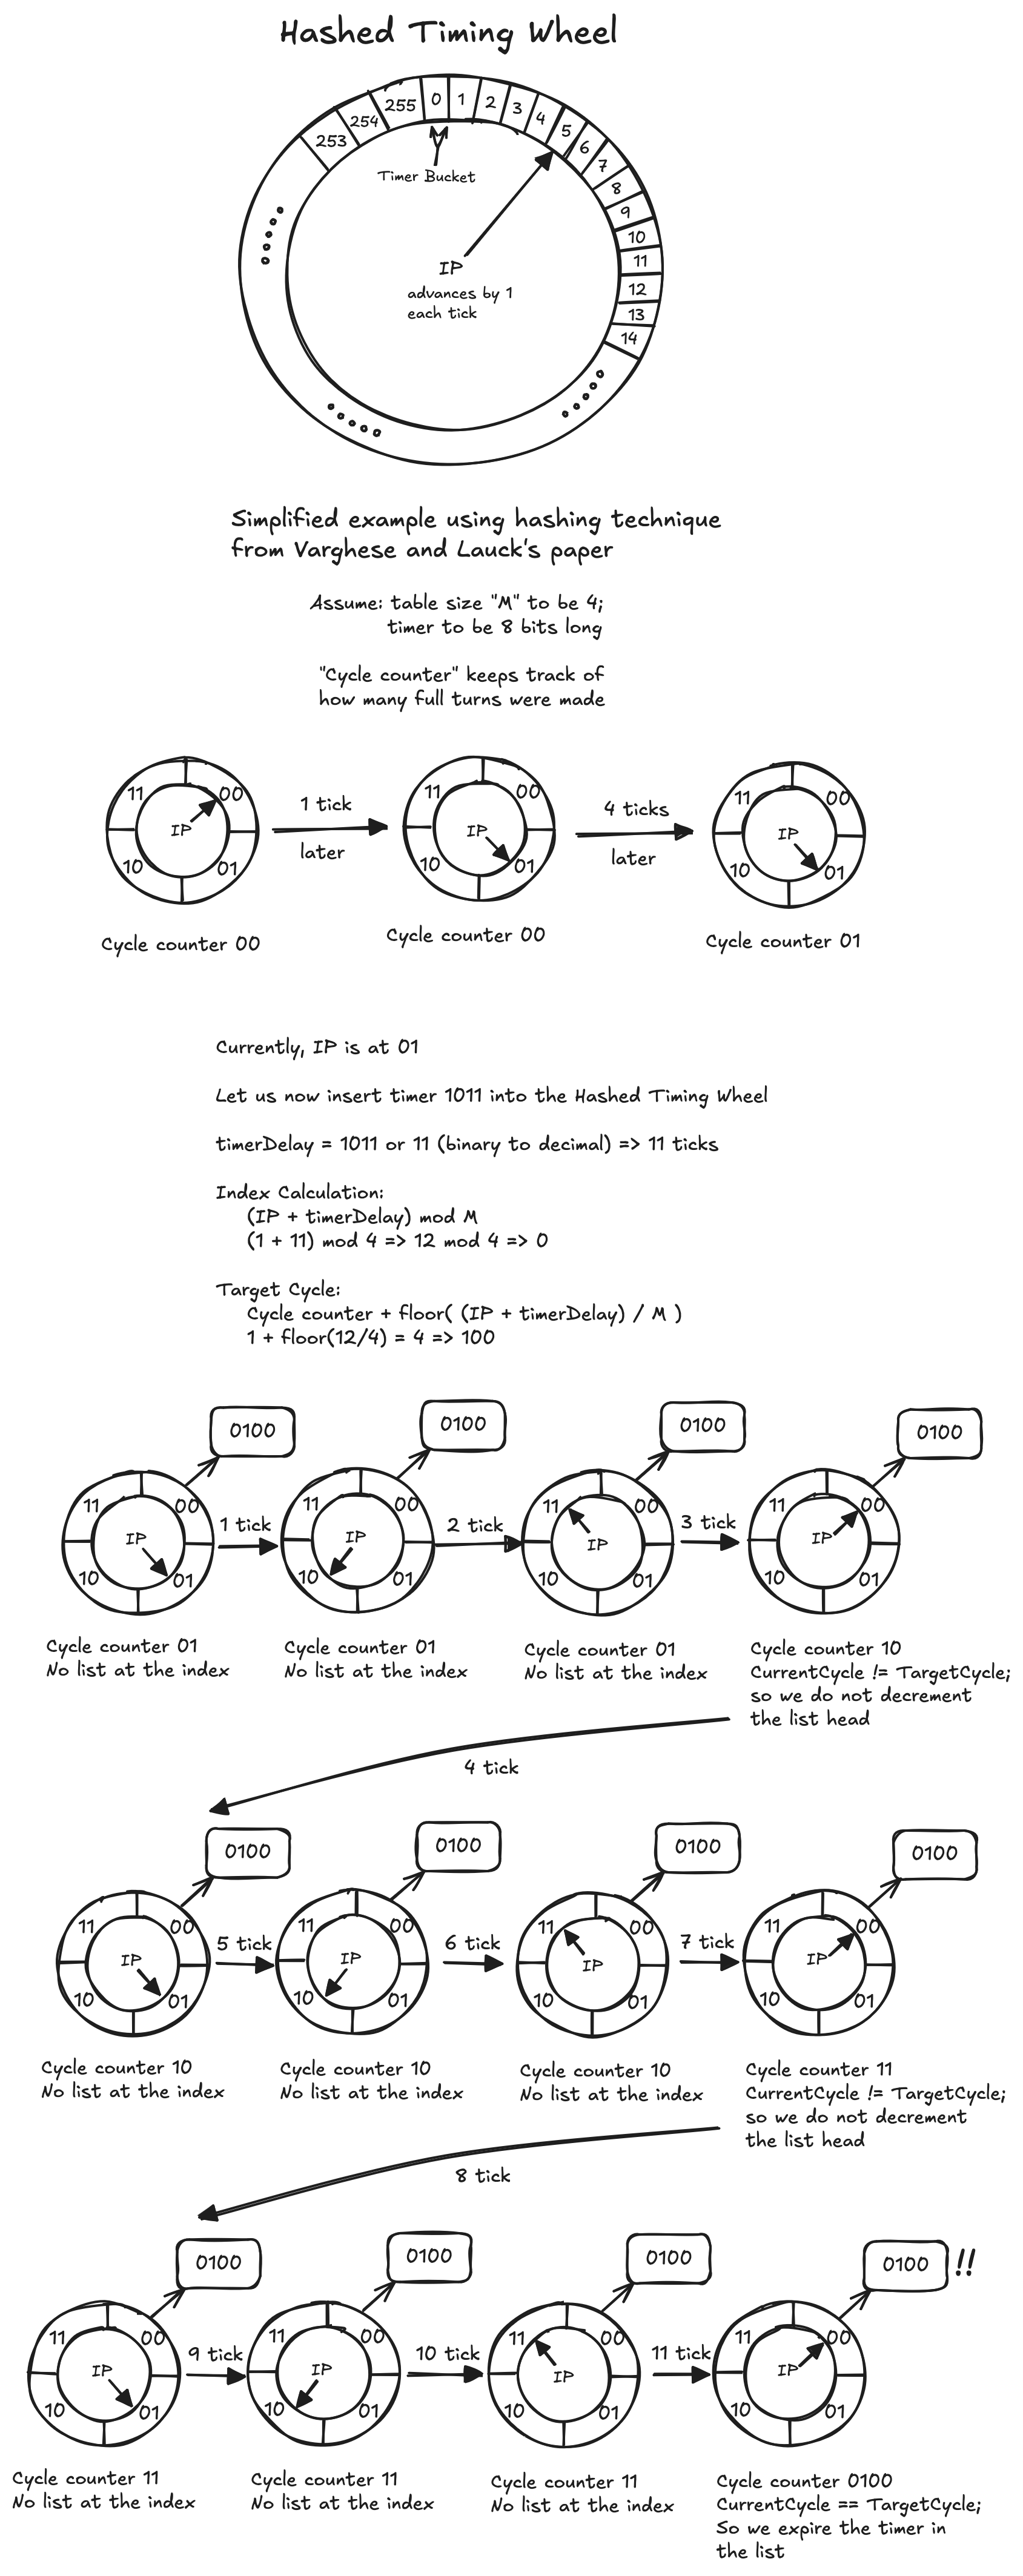 Hashed Timing Wheel
253
254
255
0
1
2
3
4
5
6
7
8
9
10
11
12
13
14
Timer Bucket
IP
advances by 1
each tick
Simplified example using hashing technique
from Varghese and Lauck's paper
Assume: table size "M" to be 4;
timer to be 8 bits long
"Cycle counter" keeps track of
how many full turns were made
11 00
IP
10 01
Cycle counter 00
1 tick
later
11 00
IP
10 01
Cycle counter 00
4 ticks
later
11 00
IP
10 01
Cycle counter 01
Currently, IP is at 01
Let us now insert timer 1011 into the Hashed Timing Wheel
timerDelay = 1011 or 11 (binary to decimal) => 11 ticks
Index Calculation:
(IP + timerDelay) mod M
(1 + 11) mod 4 => 12 mod 4 => 0
Target Cycle:
Cycle counter + floor( (IP + timerDelay) / M )
1 + floor(12/4) = 4 => 100
0100
11 00
IP
10 01
Cycle counter 01
No list at the index
1 tick
0100
11 00
IP
10 01
Cycle counter 01
No list at the index
2 tick
0100
11 00
IP
10 01
Cycle counter 01
No list at the index
3 tick
0100
11 00
IP
10 01
Cycle counter 10
CurrentCycle != TargetCycle;
so we do not decrement
the list head
4 tick
0100
11 00
IP
10 01
Cycle counter 10
No list at the index
5 tick
0100
11 00
IP
10 01
Cycle counter 10
No list at the index
6 tick
0100
11 00
IP
10 01
Cycle counter 10
No list at the index
7 tick
0100
11 00
IP
10 01
Cycle counter 11
CurrentCycle != TargetCycle;
so we do not decrement
the list head
8 tick
0100
11 00
IP
10 01
Cycle counter 11
No list at the index
9 tick
0100
11 00
IP
10 01
Cycle counter 11
No list at the index
10 tick
0100
11 00
IP
10 01
Cycle counter 11
No list at the index
11 tick
0100 !!
11 00
IP
10 01
Cycle counter 0100
CurrentCycle == TargetCycle;
So we expire the timer in
the list